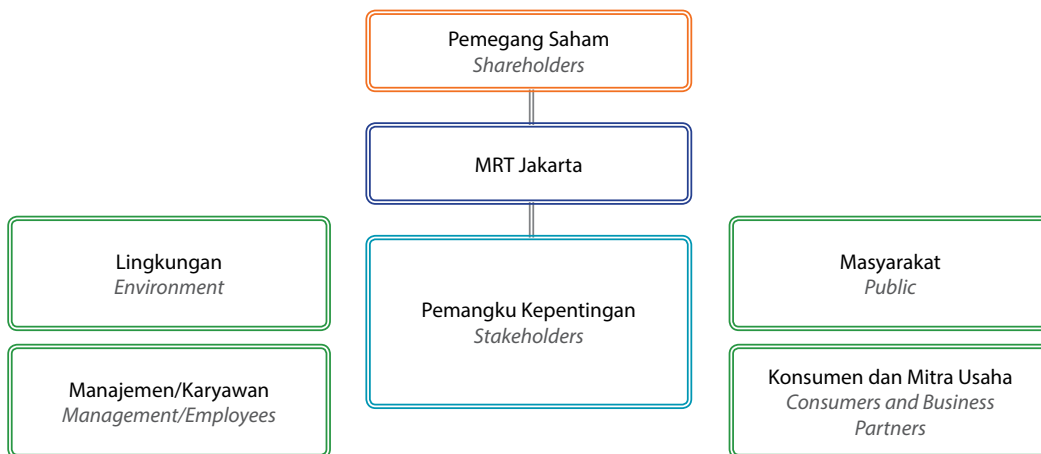 Pemegang Saham
Shareholders
MRT Jakarta
Lingkungan
Environment
Pemangku Kepentingan
Stakeholders
Masyarakat
Public
Manajemen/Karyawan
Management/Employees
Konsumen dan Mitra Usaha
Consumers and Business
Partners